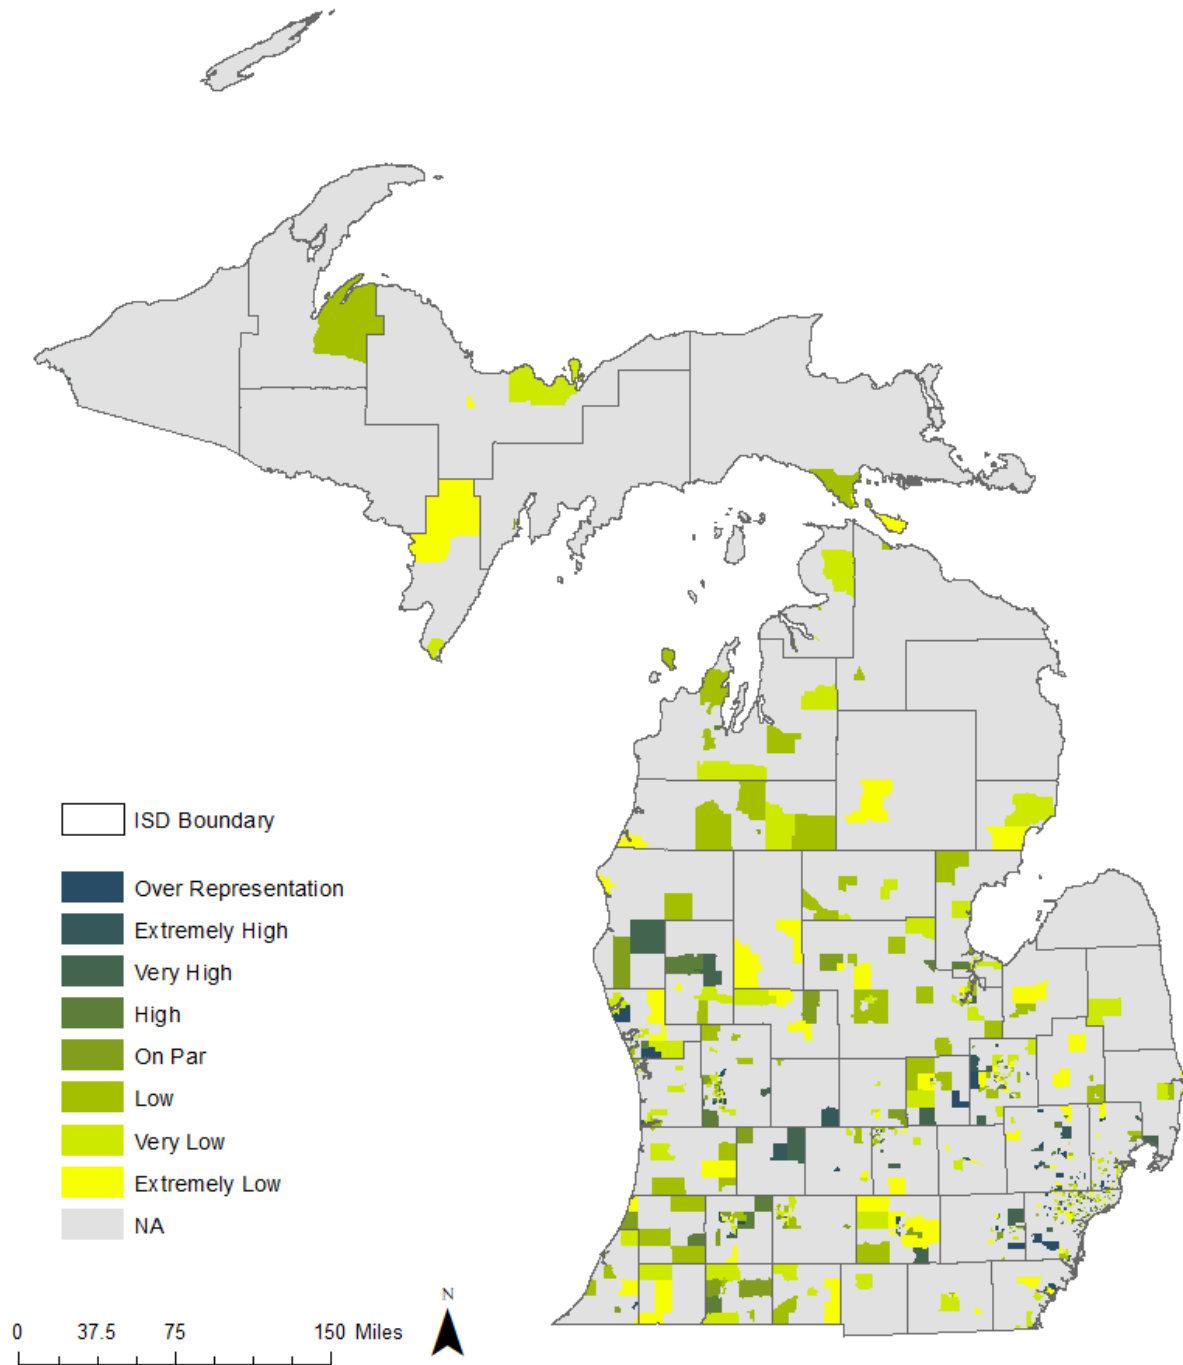 ISD Boundary
Over Representation
Extremely High
Very High
High
On Par
Low
Very Low
Extremely Low
NA
N
0 37.5 75 150 Miles